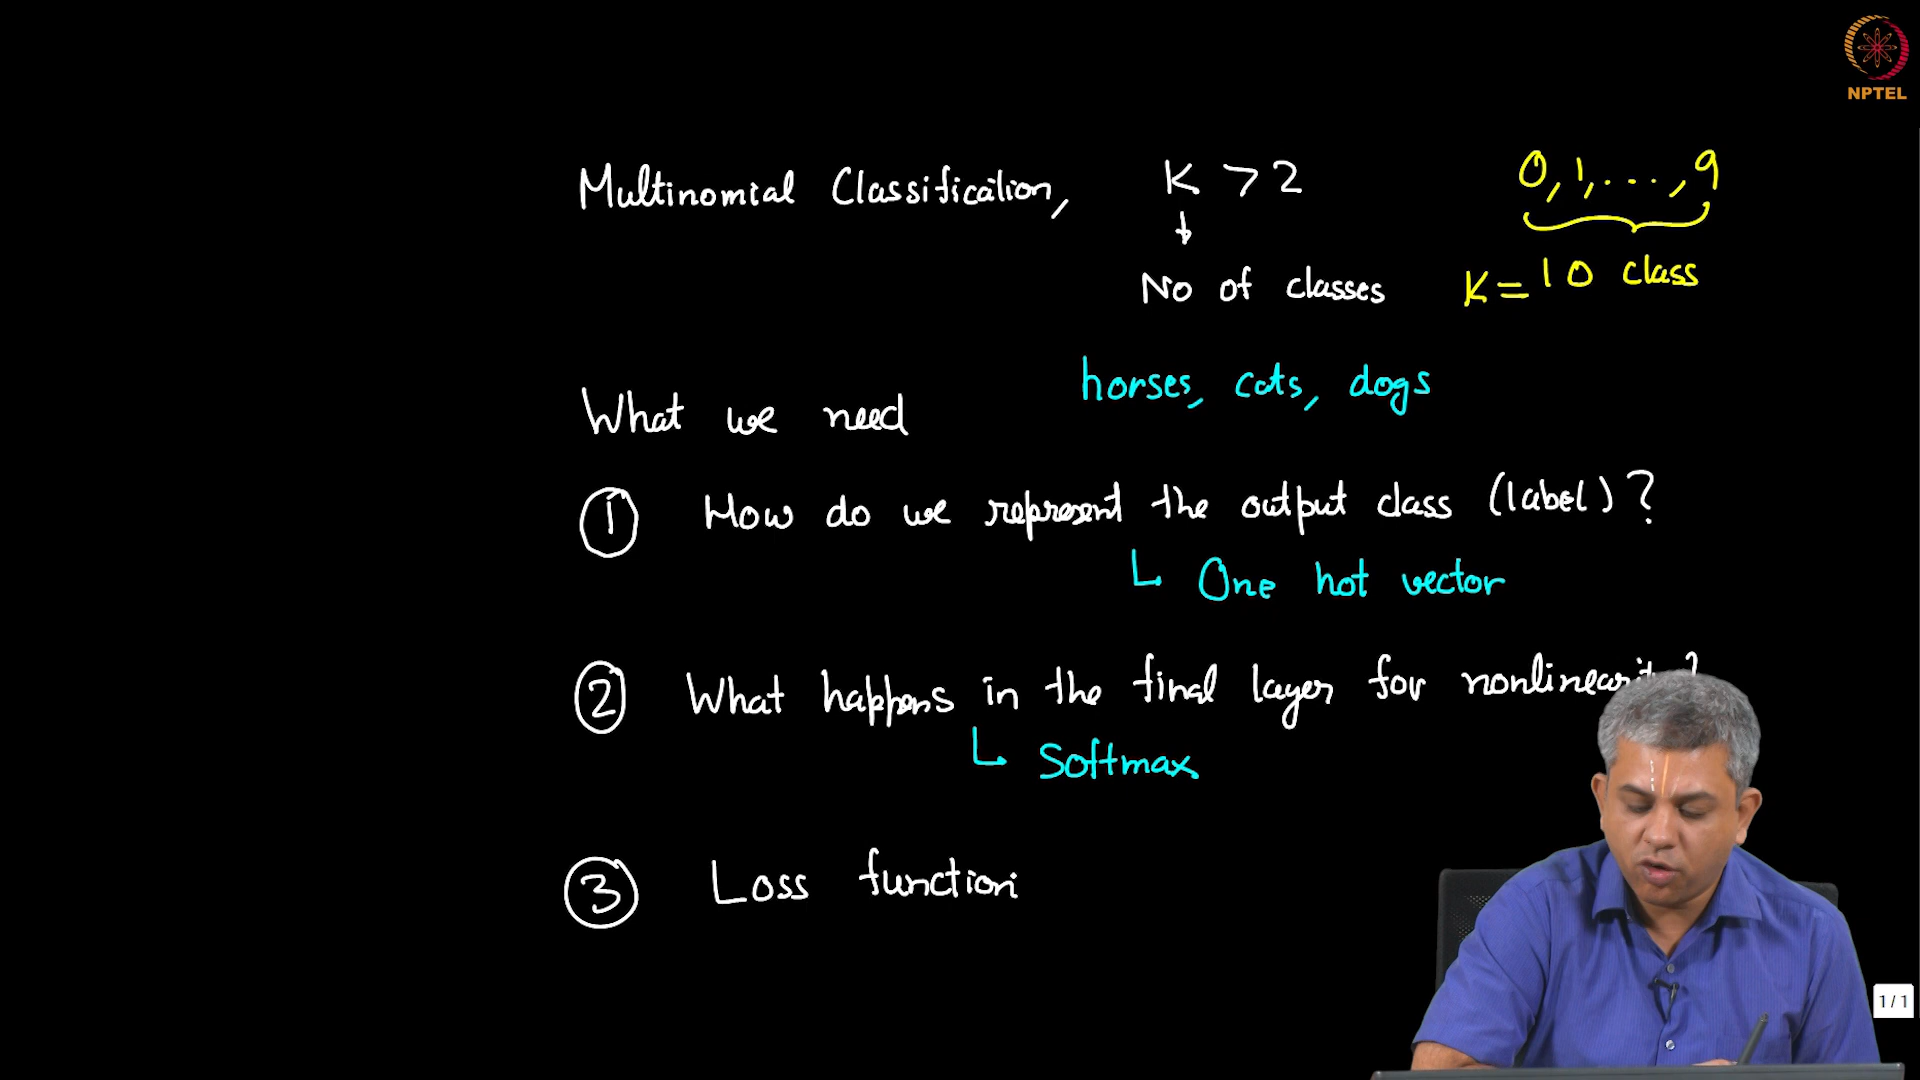 NPTEL
Multinomial Classification, K > 2
0, 1, ..., 9
No of classes
K = 10 class
horses, cats, dogs
What we need
① How do we represent the output class (label)?
↳ One hot vector
② What happens in the final layer for nonlinearity?
↳ Softmax
③ Loss function
1/1